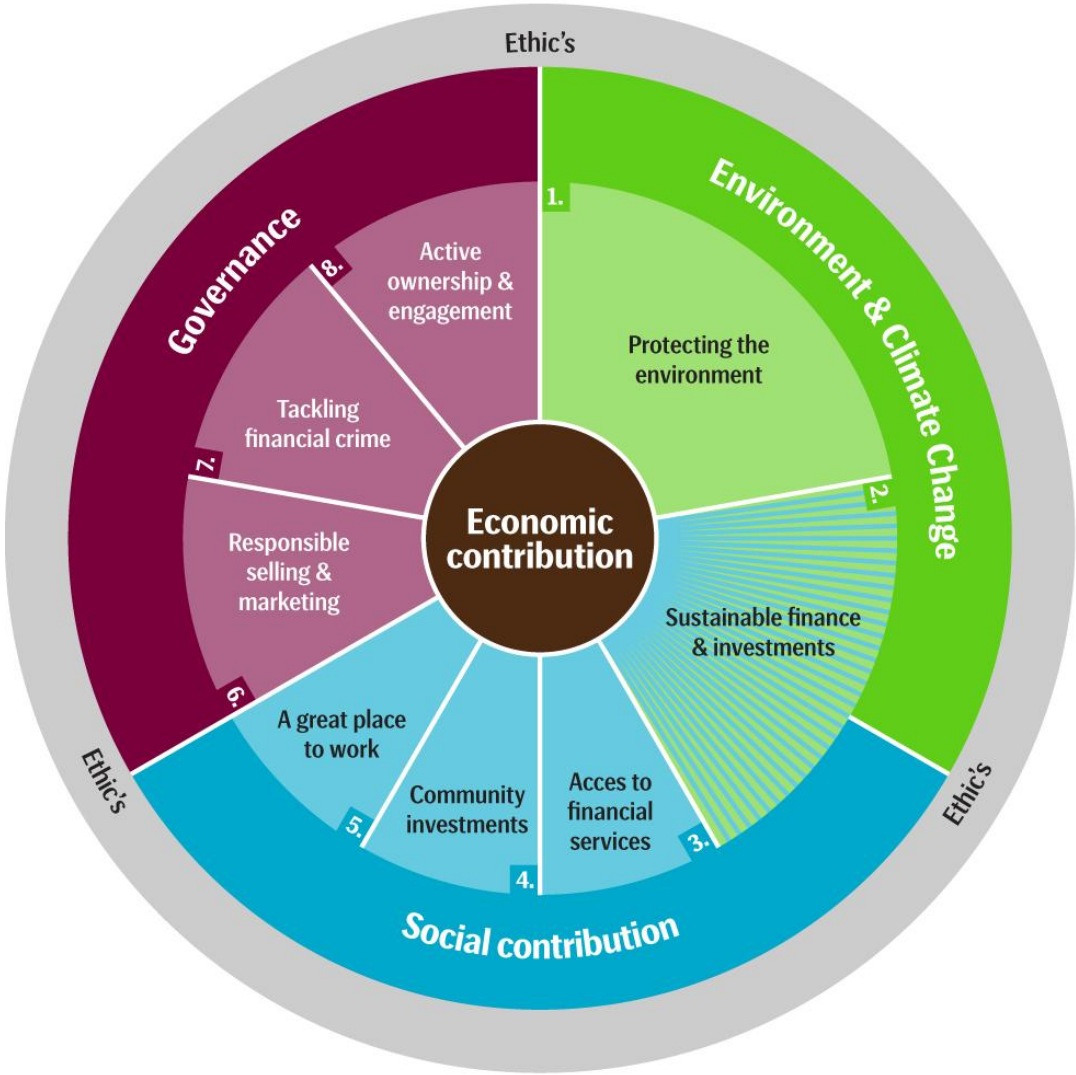 Ethic's
Environment & Climate Change
1.
Protecting the
environment
2.
Sustainable finance
& investments
Ethic's
3.
Acces to
financial
services
4.
Community
investments
Social contribution
5.
A great place
to work
Ethic's
6.
Responsible
selling &
marketing
7.
Tackling
financial crime
8.
Active
ownership &
engagement
Governance
Economic
contribution